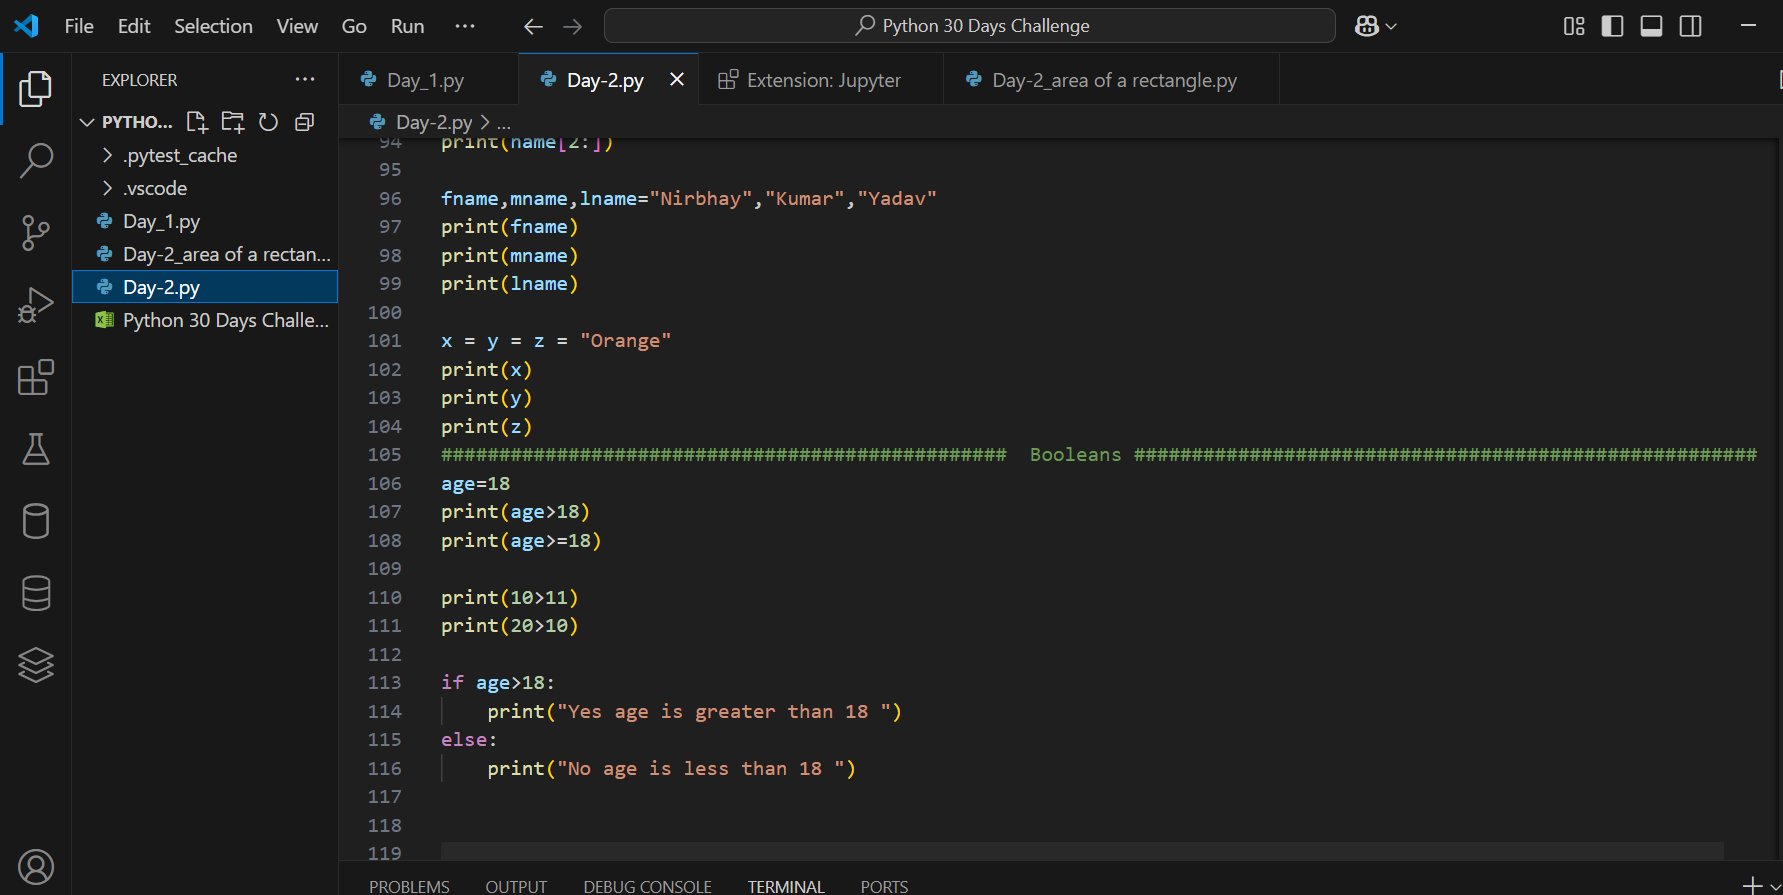 File Edit Selection View Go Run ... Python 30 Days Challenge
EXPLORER ...
Day_1.py Day-2.py Extension: Jupyter Day-2_area of a rectangle.py
PYTHO...
Day-2.py > ...
.pytest_cache
.vscode
Day_1.py
Day-2_area of a rectan...
Day-2.py
Python 30 Days Challe...
94 print(name[2:])
95
96 fname,mname,lname="Nirbhay","Kumar","Yadav"
97 print(fname)
98 print(mname)
99 print(lname)
100
101 x = y = z = "Orange"
102 print(x)
103 print(y)
104 print(z)
105 ################################################# Booleans ######################################################
106 age=18
107 print(age>18)
108 print(age>=18)
109
110 print(10>11)
111 print(20>10)
112
113 if age>18:
114     print("Yes age is greater than 18 ")
115 else:
116     print("No age is less than 18 ")
117
118
119
PROBLEMS OUTPUT DEBUG CONSOLE TERMINAL PORTS